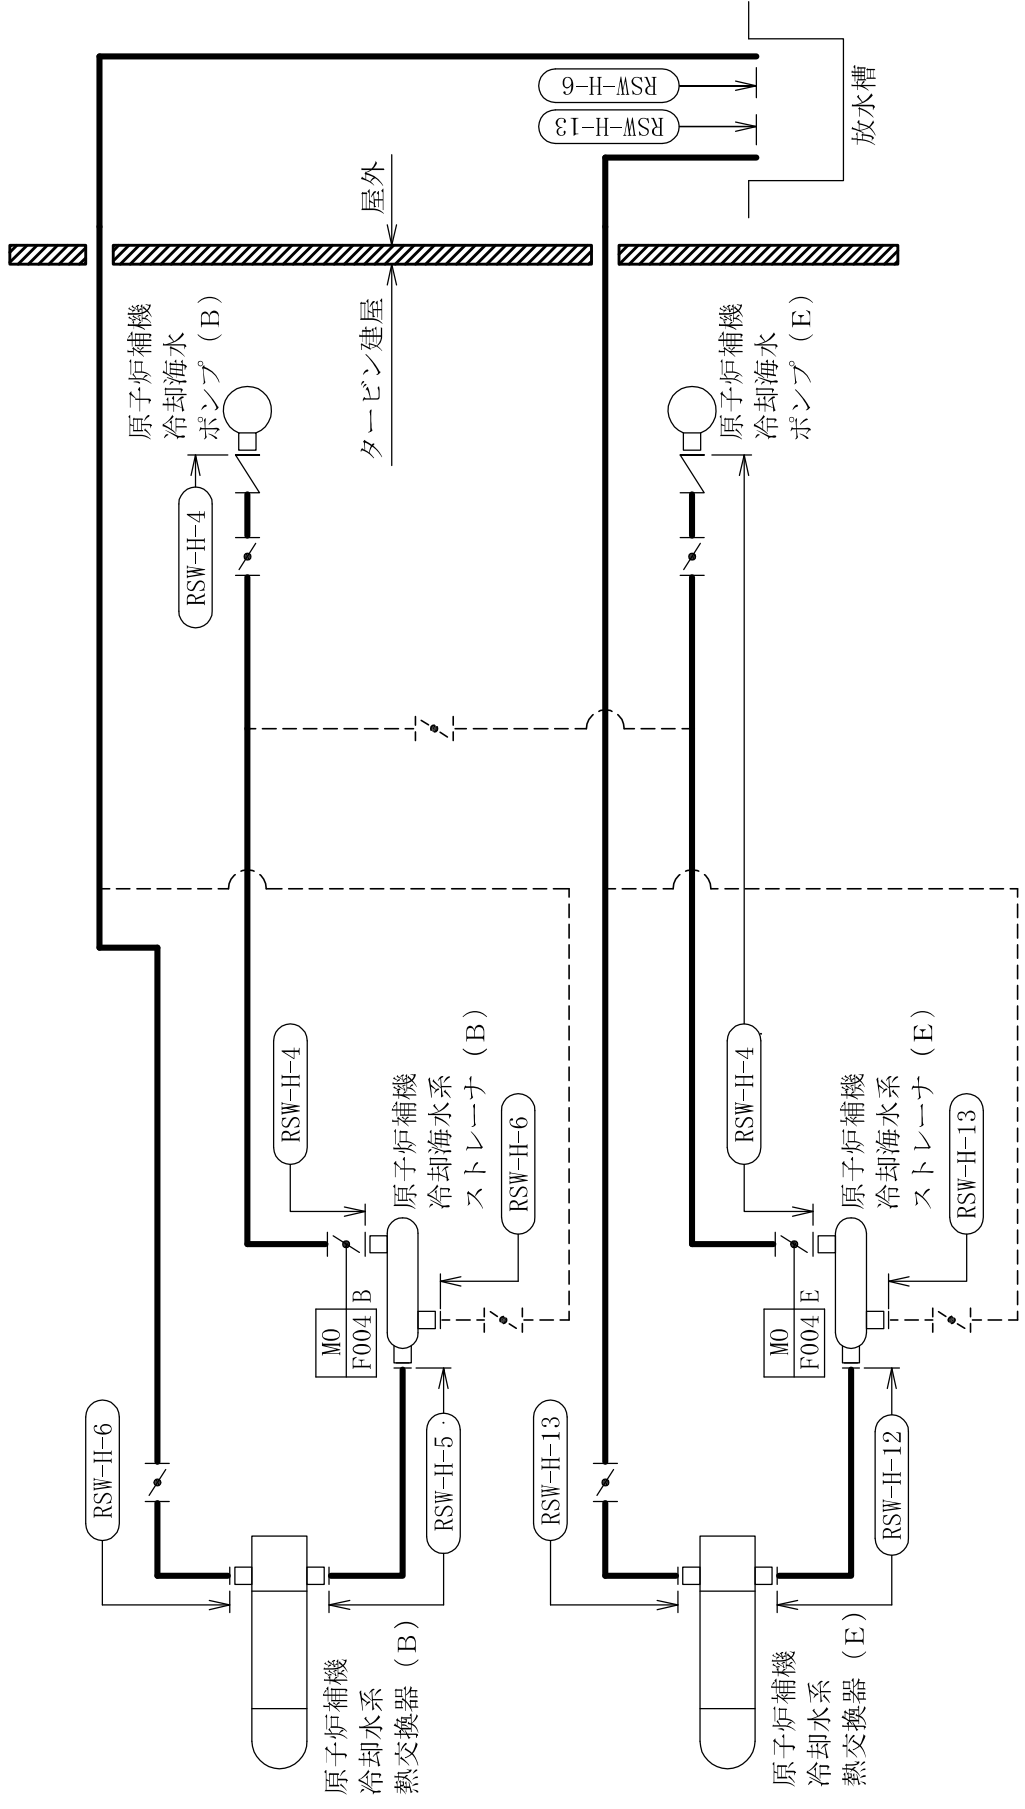 原子炉補機
冷却水系
熱交換器 (B)
RSW-H-6
RSW-H-5
MO
F004 B
RSW-H-4
原子炉補機
冷却海水系
ストレーナ (B)
RSW-H-6
RSW-H-4
原子炉補機
冷却海水
ポンプ (B)
タービン建屋
屋外
RSW-H-6
RSW-H-13
放水槽
原子炉補機
冷却水系
熱交換器 (E)
RSW-H-13
RSW-H-12
MO
F004 E
RSW-H-4
原子炉補機
冷却海水系
ストレーナ (E)
RSW-H-13
原子炉補機
冷却海水
ポンプ (E)